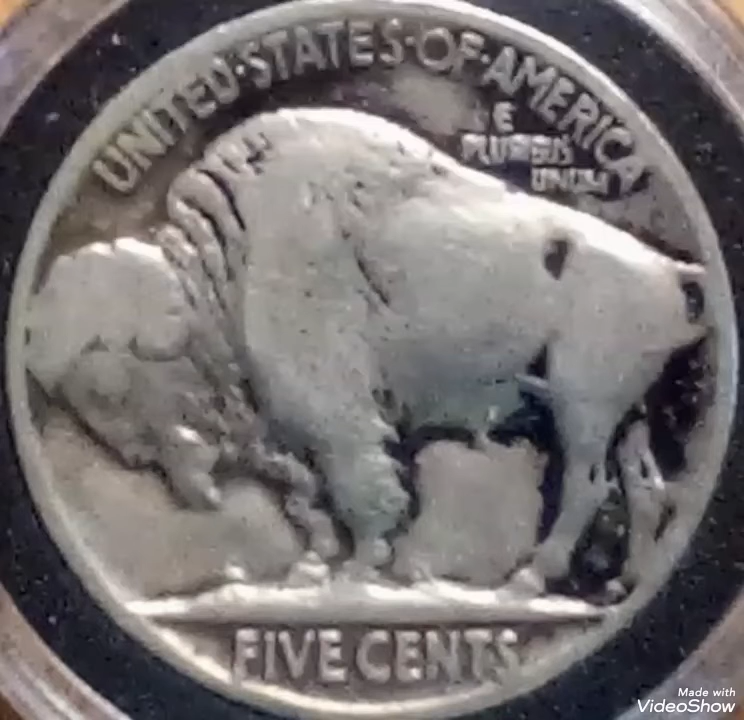 UNITED·STATES·OF·AMERICA
E
PLURIBUS
UNUM
FIVE CENTS
Made with
VideoShow